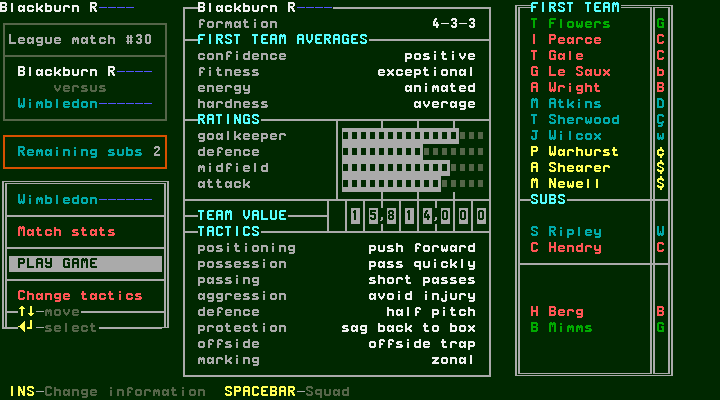 Blackburn R
League match #30
Blackburn R
versus
Wimbledon
Remaining subs 2
Wimbledon
Match stats
PLAY GAME
Change tactics
↑↓ move
↵ select
Blackburn R
formation 4-3-3
FIRST TEAM AVERAGES
confidence positive
fitness exceptional
energy animated
hardness average
RATINGS
goalkeeper
defence
midfield
attack
TEAM VALUE 15,814,000
TACTICS
positioning push forward
possession pass quickly
passing short passes
aggression avoid injury
defence half pitch
protection sag back to box
offside offside trap
marking zonal
FIRST TEAM
T Flowers G
I Pearce C
T Gale C
G Le Saux b
A Wright B
M Atkins D
T Sherwood Ç
J Wilcox w
P Warhurst ¢
A Shearer $
M Newell $
SUBS
S Ripley W
C Hendry C
H Berg B
B Mimms G
INS-Change information SPACEBAR-Squad